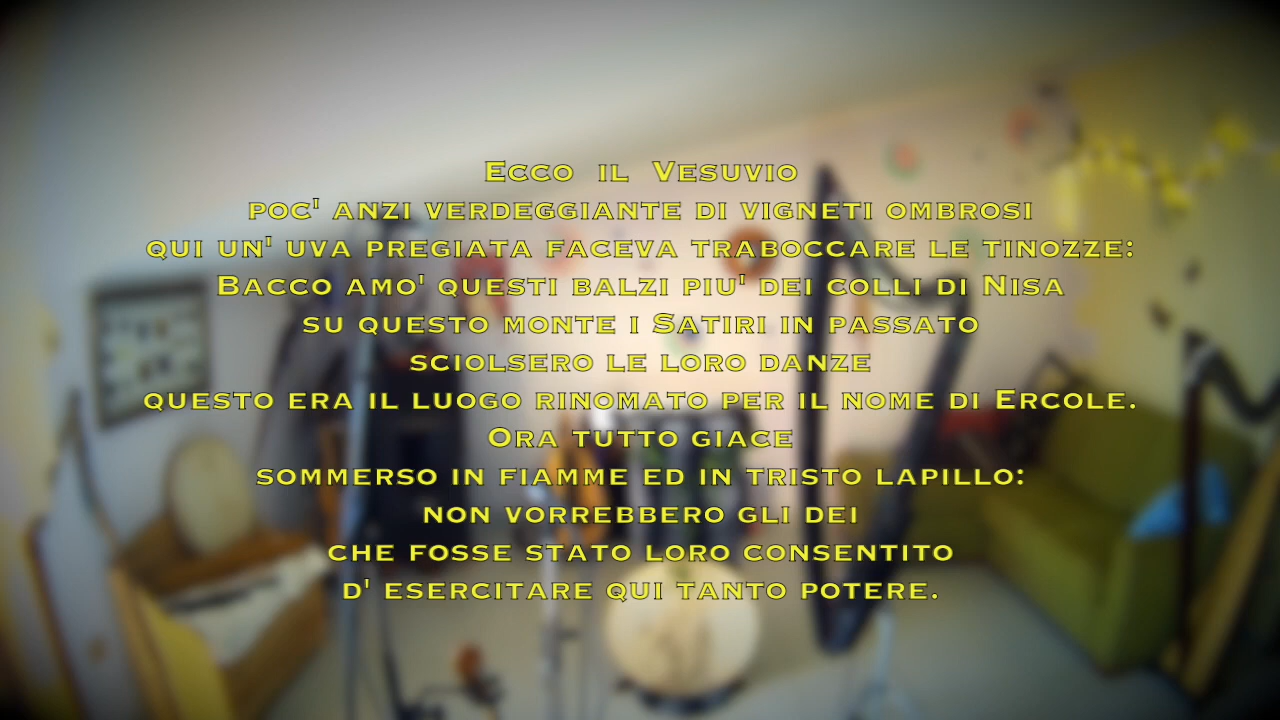 Ecco il Vesuvio
poc' anzi verdeggiante di vigneti ombrosi
qui un' uva pregiata faceva traboccare le tinozze:
Bacco amo' questi balzi piu' dei colli di Nisa
su questo monte i Satiri in passato
sciolsero le loro danze
questo era il luogo rinomato per il nome di Ercole.
Ora tutto giace
sommerso in fiamme ed in tristo lapillo:
non vorrebbero gli dei
che fosse stato loro consentito
d' esercitare qui tanto potere.